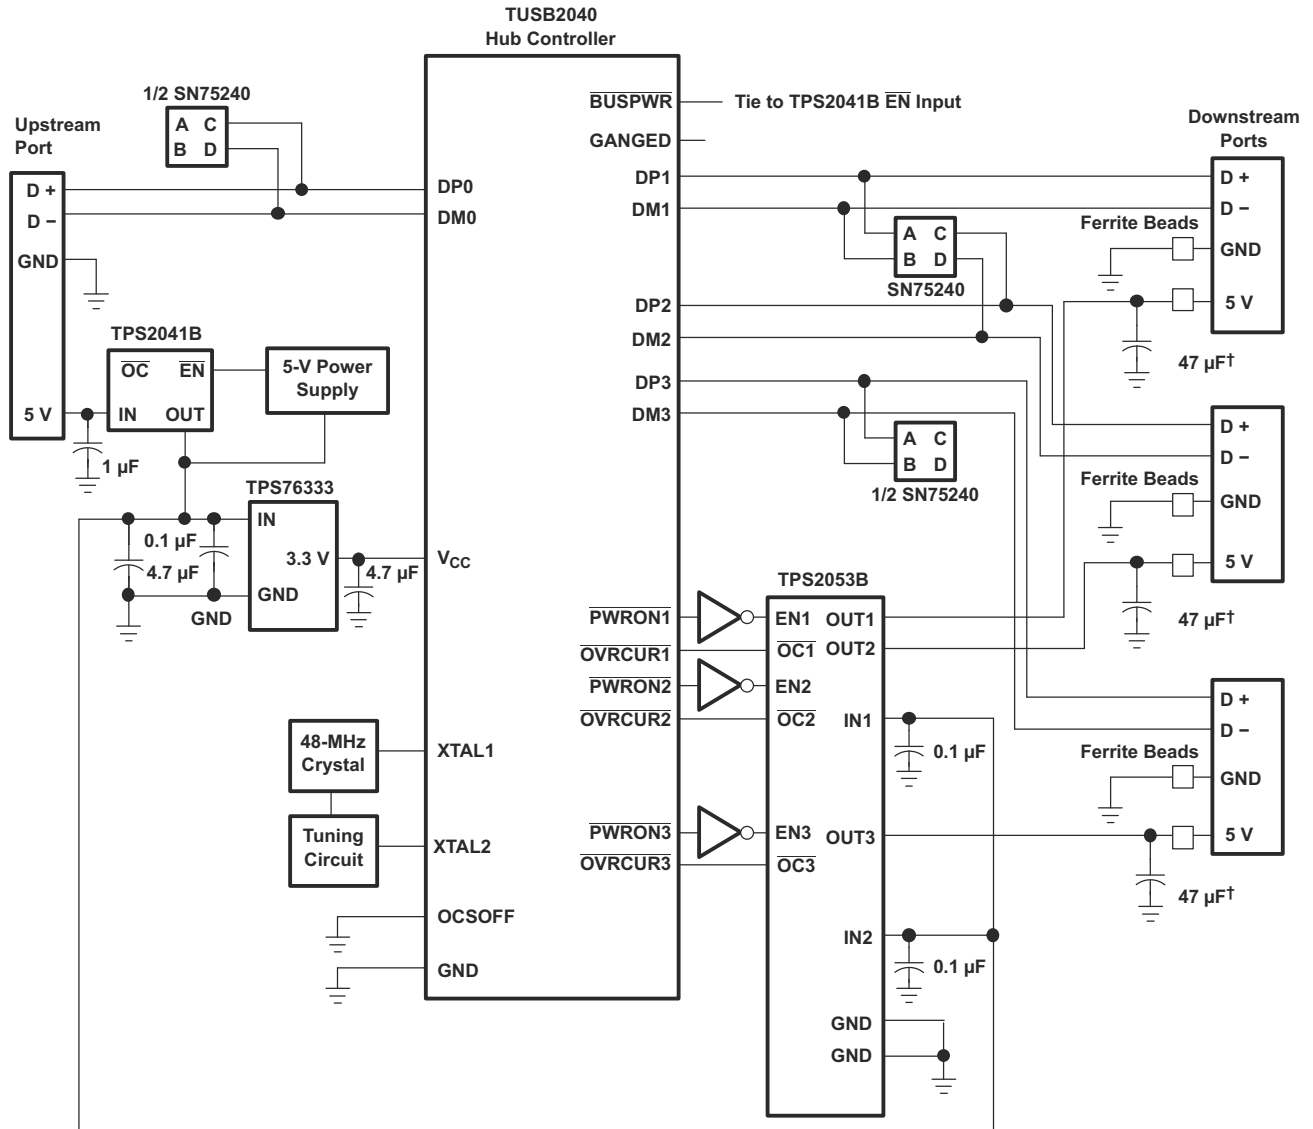 TUSB2040
Hub Controller
1/2 SN75240
A C
B D
Upstream
Port
D +
D −
GND
5 V
TPS2041B
OC EN
IN OUT
5-V Power
Supply
1 µF
TPS76333
IN
3.3 V
GND
0.1 µF
4.7 µF
GND
4.7 µF
48-MHz
Crystal
Tuning
Circuit
DP0
DM0
VCC
XTAL1
XTAL2
OCSOFF
GND
BUSPWR
Tie to TPS2041B EN Input
GANGED
DP1
DM1
DP2
DM2
DP3
DM3
PWRON1
OVRCUR1
PWRON2
OVRCUR2
PWRON3
OVRCUR3
A C
B D
SN75240
A C
B D
1/2 SN75240
TPS2053B
EN1 OUT1
OC1 OUT2
EN2
OC2 IN1
EN3 OUT3
OC3
IN2
GND
GND
0.1 µF
0.1 µF
Downstream
Ports
D +
D −
Ferrite Beads
GND
5 V
47 µF†
D +
D −
Ferrite Beads
GND
5 V
47 µF†
D +
D −
Ferrite Beads
GND
5 V
47 µF†